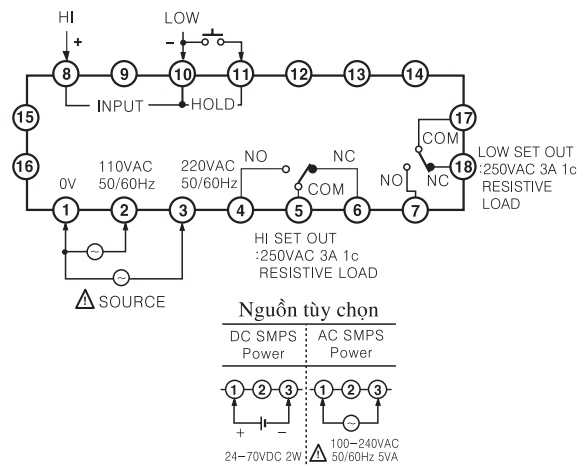 HI
LOW
+
-
8
9
10
11
12
13
14
INPUT
HOLD
15
16
17
COM
18
NO
NC
LOW SET OUT
:250VAC 3A 1c
RESISTIVE
LOAD
0V
110VAC
50/60Hz
220VAC
50/60Hz
NO
NC
COM
1
2
3
4
5
6
7
HI SET OUT
:250VAC 3A 1c
RESISTIVE LOAD
SOURCE
Nguồn tùy chọn
DC SMPS
Power
AC SMPS
Power
1
2
3
1
2
3
+
-
24-70VDC 2W
100-240VAC
50/60Hz 5VA